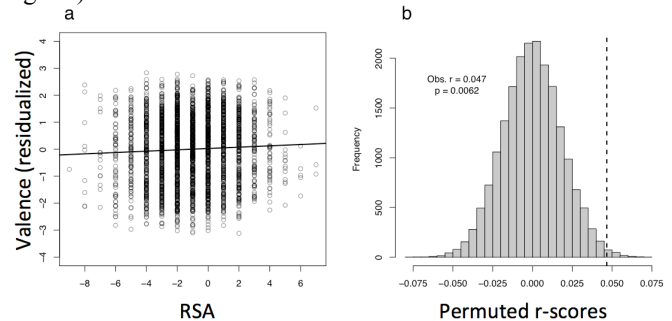 a
Valence (residualized)
4
3
2
1
0
−1
−2
−3
−4
−8 −6 −4 −2 0 2 4 6
RSA
b
Obs. r = 0.047
p = 0.0062
Frequency
2000
1500
1000
500
0
−0.075 −0.050 −0.025 0.000 0.025 0.050 0.075
Permuted r-scores